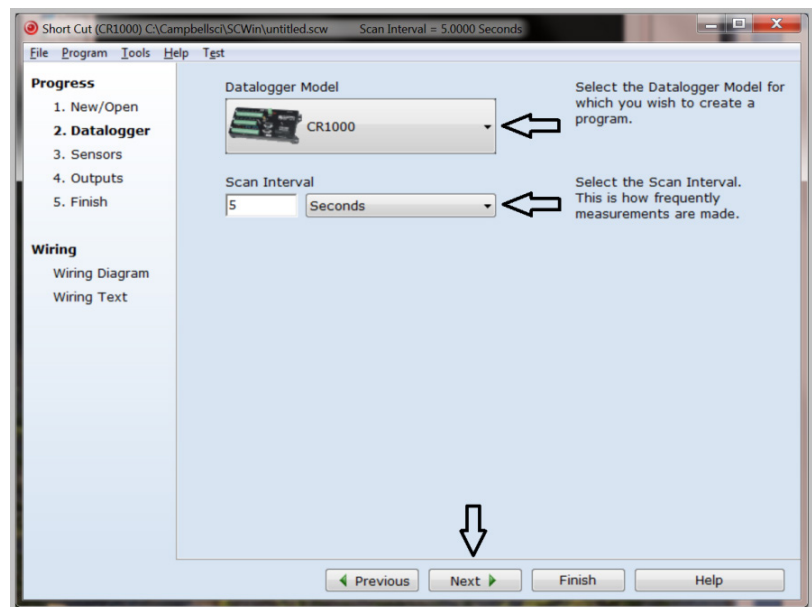 Short Cut (CR1000) C:\Campbellsci\SCWin\untitled.scw Scan Interval = 5.0000 Seconds
File Program Tools Help Test
Progress
1. New/Open
2. Datalogger
3. Sensors
4. Outputs
5. Finish
Wiring
Wiring Diagram
Wiring Text
Datalogger Model
CR1000
Select the Datalogger Model for
which you wish to create a
program.
Scan Interval
5 Seconds
Select the Scan Interval.
This is how frequently
measurements are made.
Previous Next Finish Help